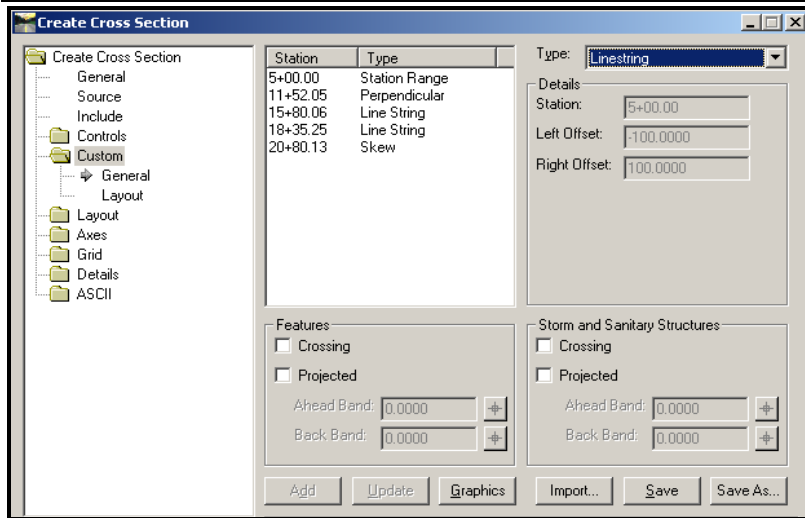 Create Cross Section
Create Cross Section
General
Source
Include
Controls
Custom
General
Layout
Layout
Axes
Grid
Details
ASCII
Station Type
5+00.00 Station Range
11+52.05 Perpendicular
15+80.06 Line String
18+35.25 Line String
20+80.13 Skew
Type: Linestring
Details
Station: 5+00.00
Left Offset: -100.0000
Right Offset: 100.0000
Features
Crossing
Projected
Ahead Band: 0.0000
Back Band: 0.0000
Storm and Sanitary Structures
Crossing
Projected
Ahead Band: 0.0000
Back Band: 0.0000
Add Update Graphics Import... Save Save As...